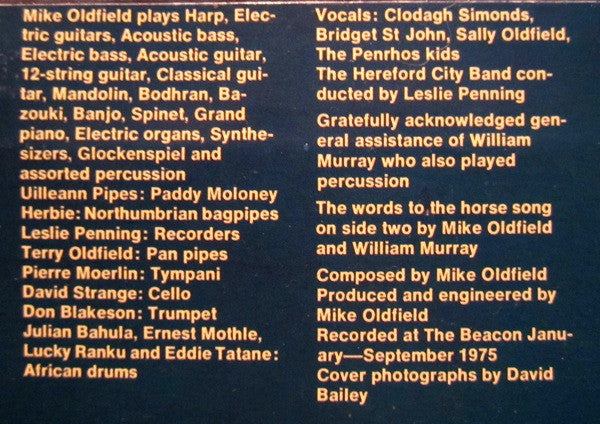 Mike Oldfield plays Harp, Elec-
tric guitars, Acoustic bass,
Electric bass, Acoustic guitar,
12-string guitar, Classical gui-
tar, Mandolin, Bodhran, Ba-
zouki, Banjo, Spinet, Grand
piano, Electric organs, Synthe-
sizers, Glockenspiel and
assorted percussion
Uilleann Pipes: Paddy Moloney
Herbie: Northumbrian bagpipes
Leslie Penning: Recorders
Terry Oldfield: Pan pipes
Pierre Moerlin: Tympani
David Strange: Cello
Don Blakeson: Trumpet
Julian Bahula, Ernest Mothle,
Lucky Ranku and Eddie Tatane:
African drums
Vocals: Clodagh Simonds,
Bridget St John, Sally Oldfield,
The Penrhos kids
The Hereford City Band con-
ducted by Leslie Penning
Gratefully acknowledged gen-
eral assistance of William
Murray who also played
percussion
The words to the horse song
on side two by Mike Oldfield
and William Murray
Composed by Mike Oldfield
Produced and engineered by
Mike Oldfield
Recorded at The Beacon Janu-
ary—September 1975
Cover photographs by David
Bailey